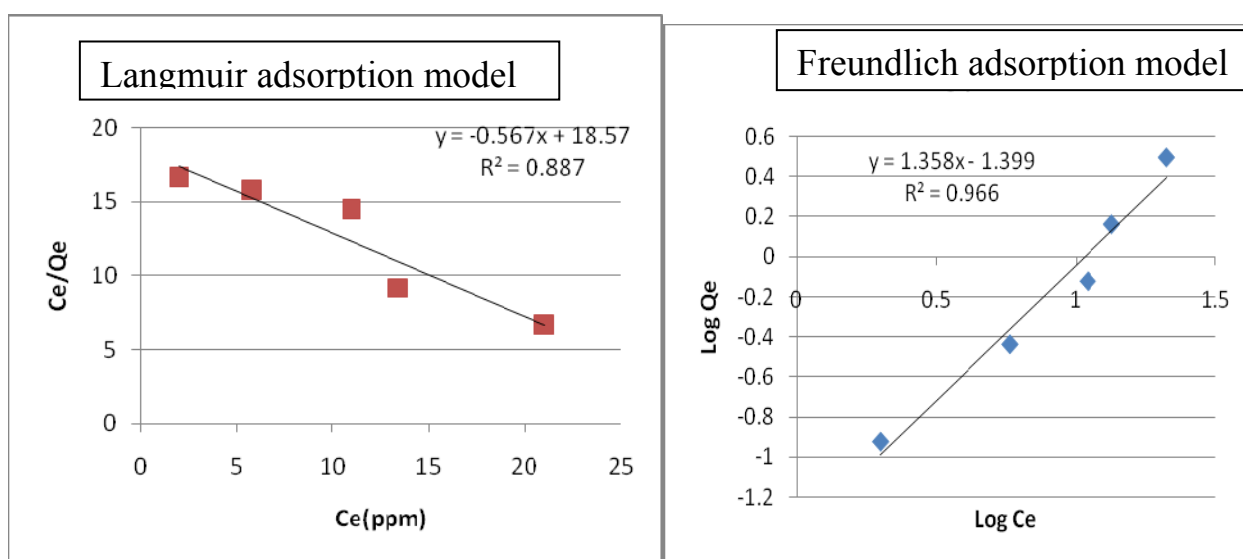 Langmuir adsorption model
y = -0.567x + 18.57
R² = 0.887
20
15
10
5
0
0 5 10 15 20 25
Ce/Qe
Ce(ppm)
Freundlich adsorption model
y = 1.358x - 1.399
R² = 0.966
0.6
0.4
0.2
0
-0.2
-0.4
-0.6
-0.8
-1
-1.2
0 0.5 1 1.5
Log Qe
Log Ce